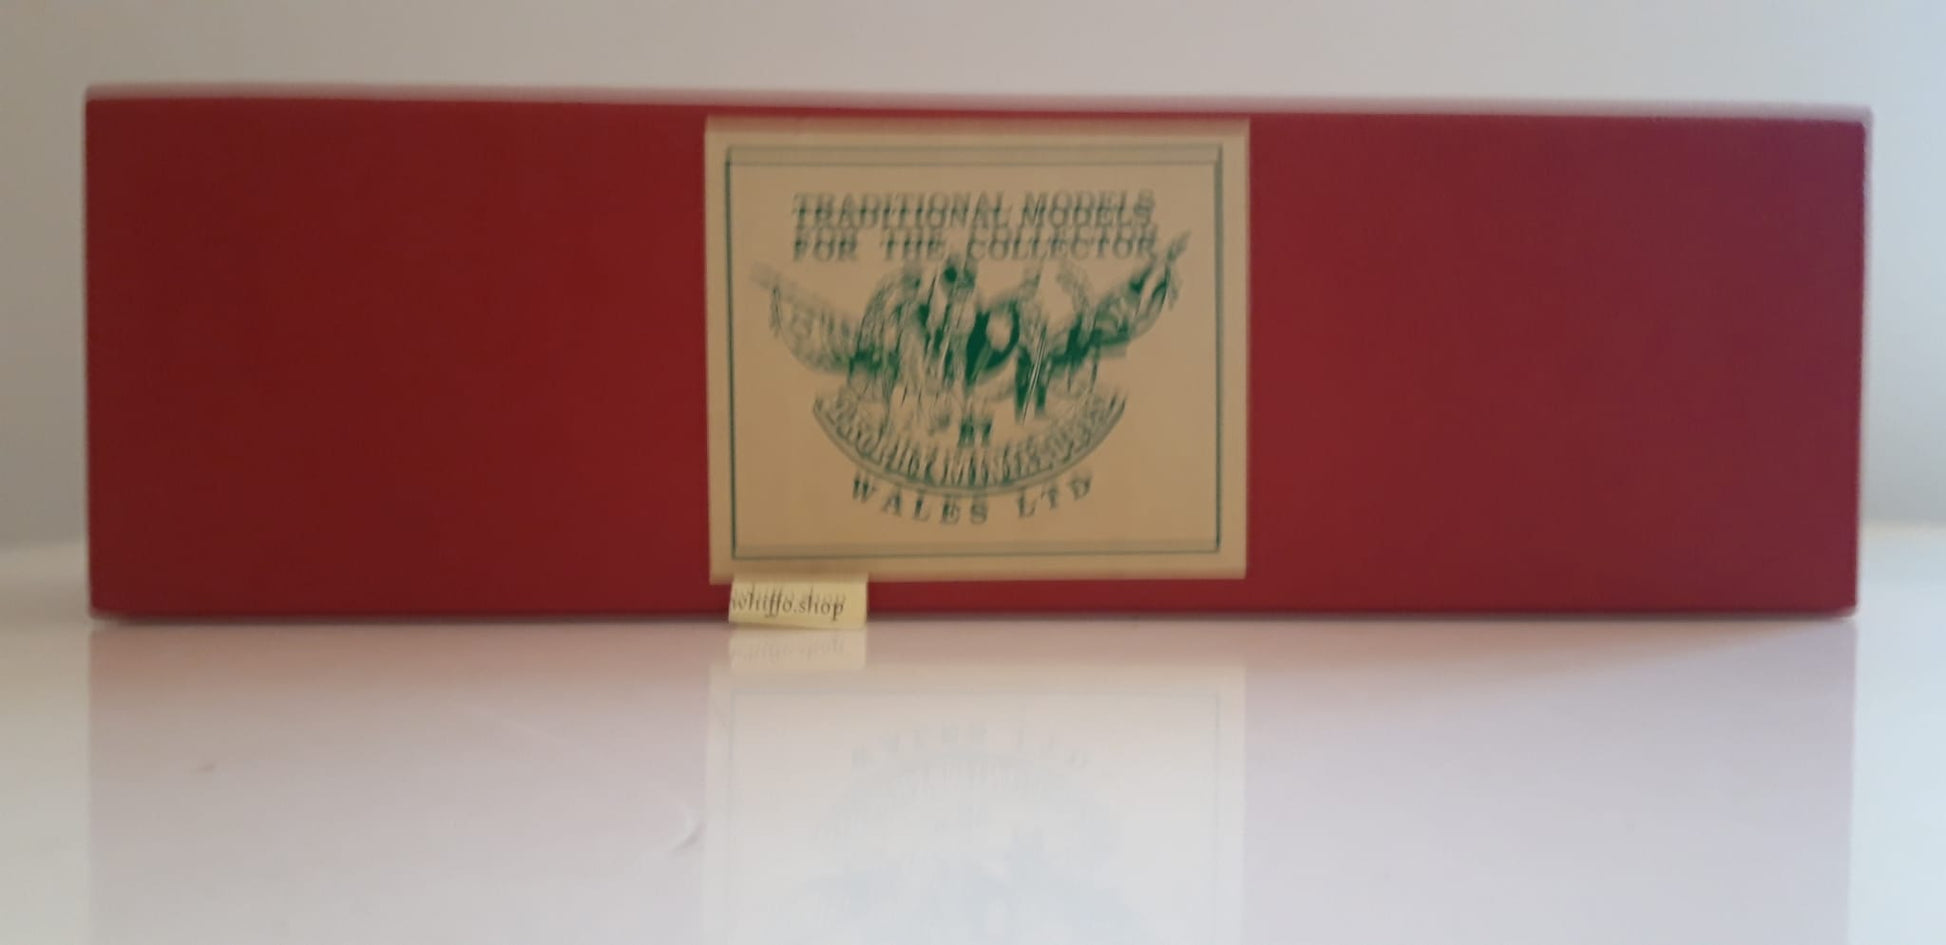 TRADITIONAL MODELS
FOR THE COLLECTOR
BY
WALES LTD
whiffo.shop